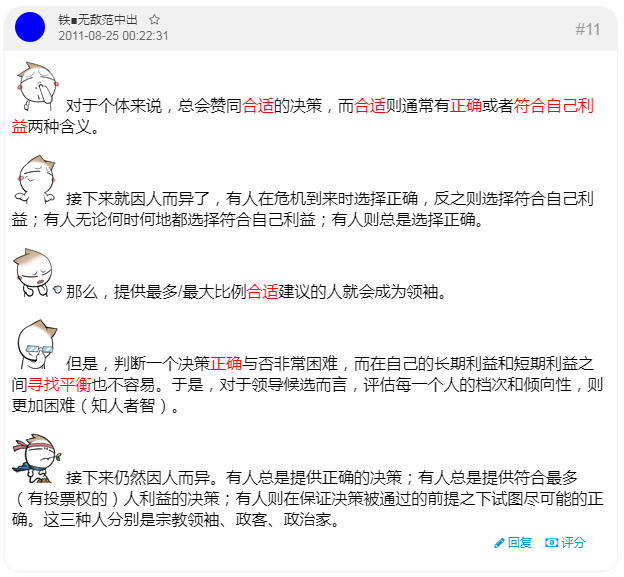 铁■无敌范中出 ☆
2011-08-25 00:22:31
#11
对于个体来说，总会赞同合适的决策，而合适则通常有正确或者符合自己利
益两种含义。
接下来就因人而异了，有人在危机到来时选择正确，反之则选择符合自己利
益；有人无论何时何地都选择符合自己利益；有人则总是选择正确。
那么，提供最多/最大比例合适建议的人就会成为领袖。
但是，判断一个决策正确与否非常困难，而在自己的长期利益和短期利益之
间寻找平衡也不容易。于是，对于领导候选而言，评估每一个人的档次和倾向性，则
更加困难（知人者智）。
接下来仍然因人而异。有人总是提供正确的决策；有人总是提供符合最多
（有投票权的）人利益的决策；有人则在保证决策被通过的前提之下试图尽可能的正
确。这三种人分别是宗教领袖、政客、政治家。
回复 评分